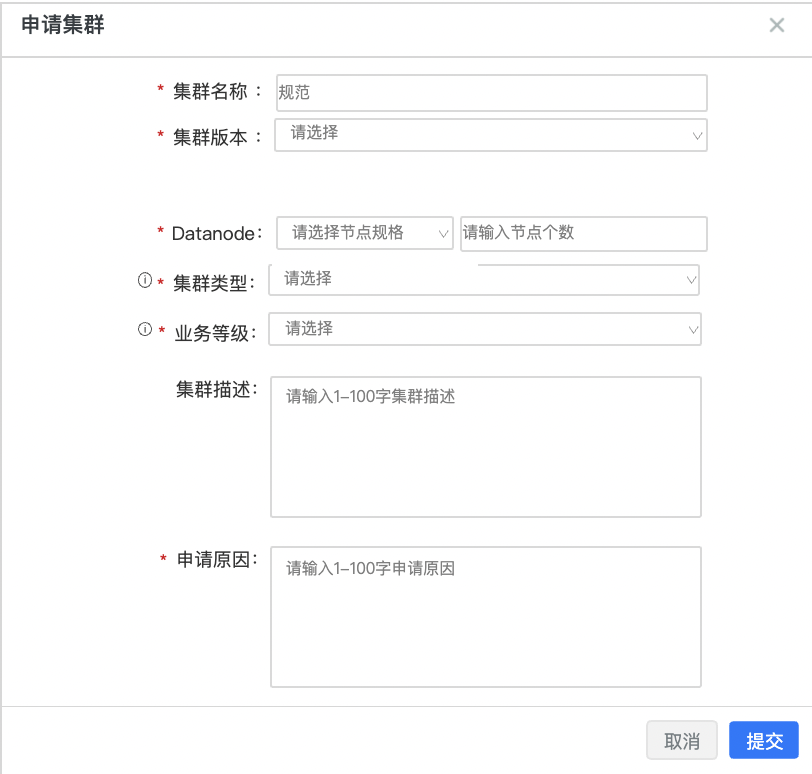 申请集群
* 集群名称： 规范
* 集群版本： 请选择
* Datanode: 请选择节点规格 请输入节点个数
* 集群类型: 请选择
* 业务等级: 请选择
集群描述: 请输入1-100字集群描述
* 申请原因: 请输入1-100字申请原因
取消 提交